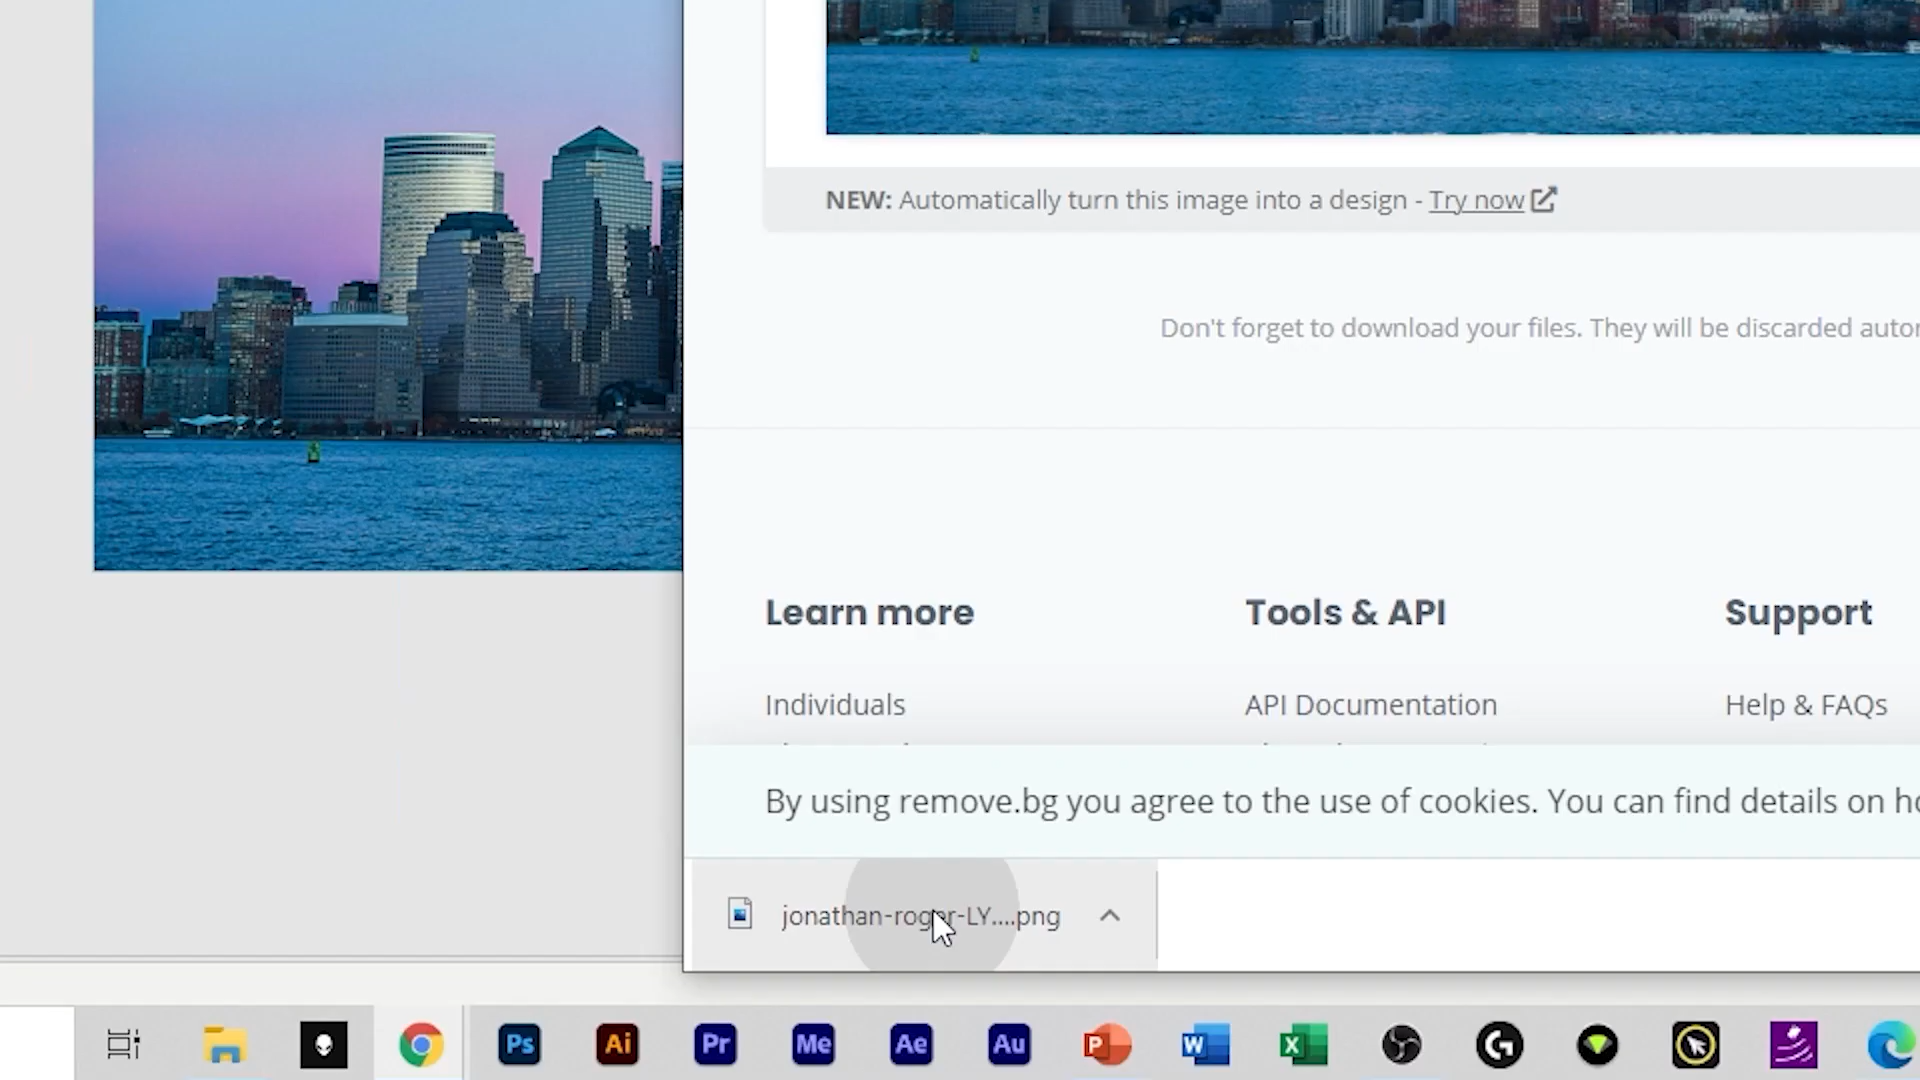 NEW: Automatically turn this image into a design - Try now
Don't forget to download your files. They will be discarded
Learn more
Tools & API
Support
Individuals
API Documentation
Help & FAQs
By using remove.bg you agree to the use of cookies. You can find details on
jonathan-roger-LY....png
Ps
Ai
Pr
Me
Ae
Au
P
W
X